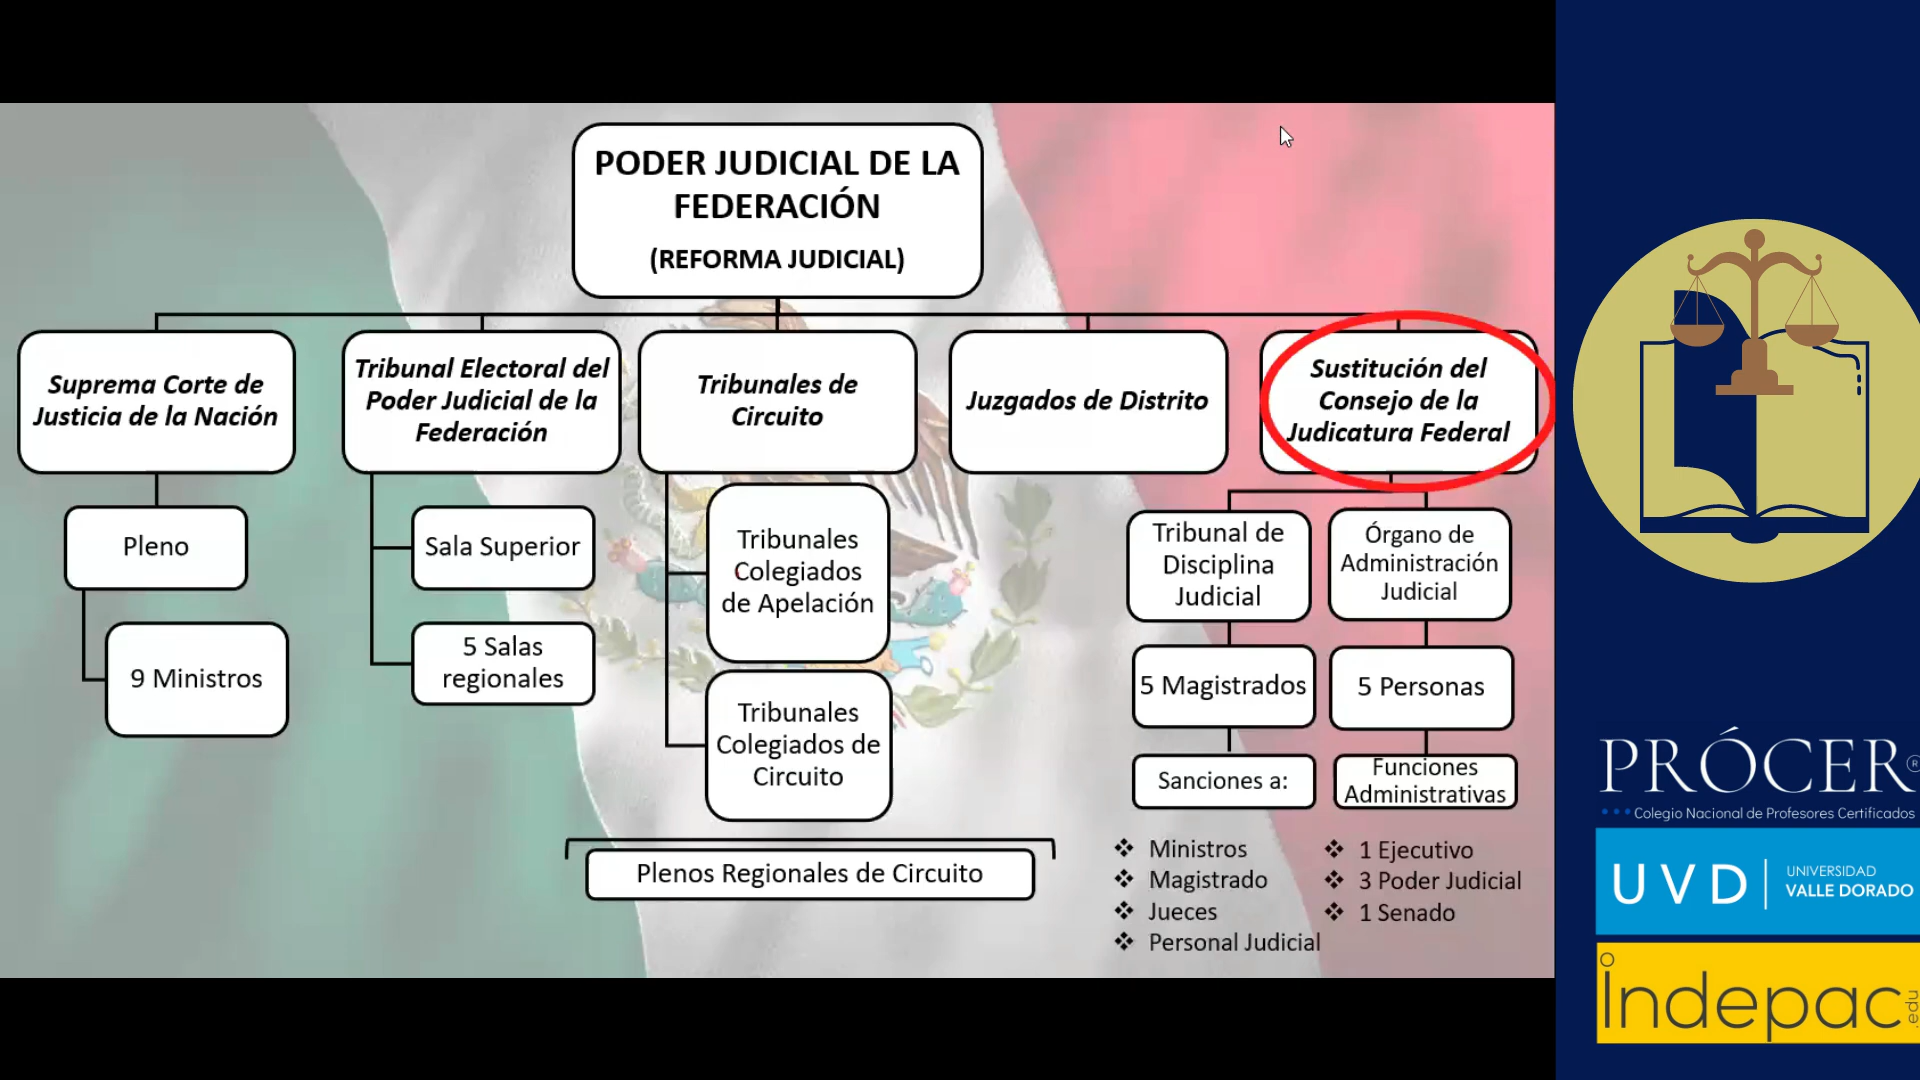 PODER JUDICIAL DE LA
FEDERACIÓN
(REFORMA JUDICIAL)
Suprema Corte de
Justicia de la Nación
Pleno
9 Ministros
Tribunal Electoral del
Poder Judicial de la
Federación
Sala Superior
5 Salas
regionales
Tribunales de
Circuito
Tribunales
Colegiados
de Apelación
Tribunales
Colegiados de
Circuito
Plenos Regionales de Circuito
Juzgados de Distrito
Sustitución del
Consejo de la
Judicatura Federal
Tribunal de
Disciplina
Judicial
5 Magistrados
Sanciones a:
❖ Ministros
❖ Magistrado
❖ Jueces
❖ Personal Judicial
Órgano de
Administración
Judicial
5 Personas
Funciones
Administrativas
❖ 1 Ejecutivo
❖ 3 Poder Judicial
❖ 1 Senado
PRÓCER®
Colegio Nacional de Profesores Certificados
UVD
UNIVERSIDAD
VALLE DORADO
indepac
.edu